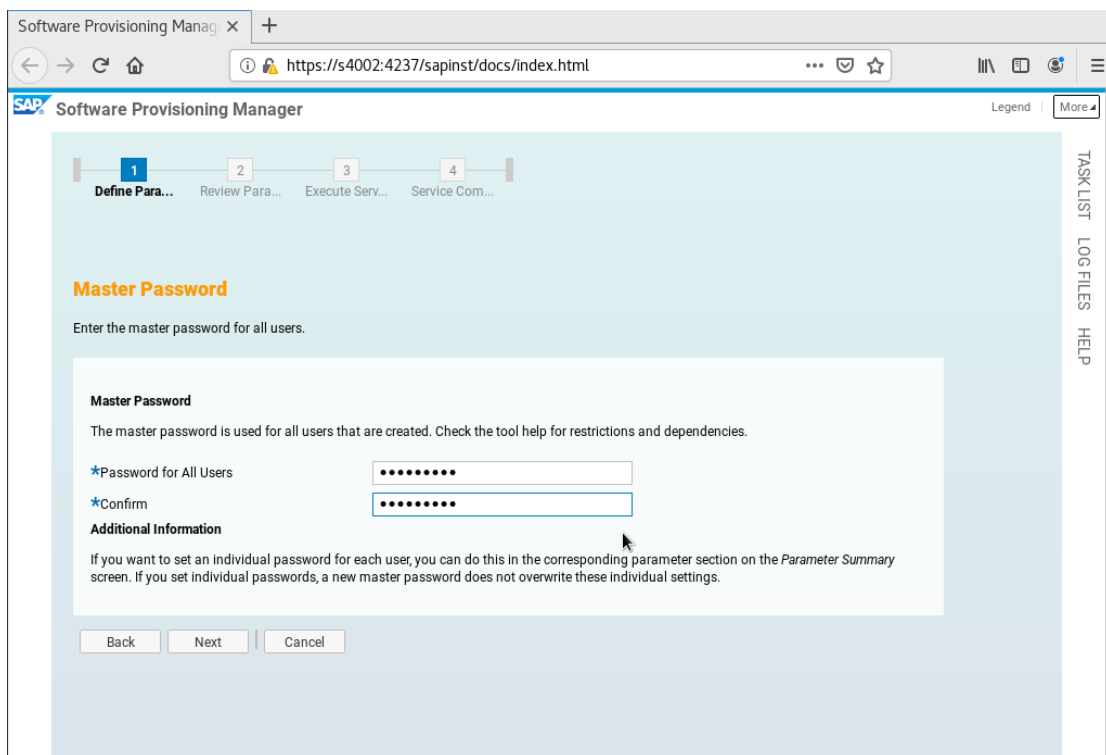 Software Provisioning Manag
https://s4002:4237/sapinst/docs/index.html
SAP Software Provisioning Manager
Legend
More
1 2 3 4
Define Para... Review Para... Execute Serv... Service Com...
TASK LIST
LOG FILES
HELP
Master Password
Enter the master password for all users.
Master Password
The master password is used for all users that are created. Check the tool help for restrictions and dependencies.
*Password for All Users •••••••••
*Confirm •••••••••
Additional Information
If you want to set an individual password for each user, you can do this in the corresponding parameter section on the Parameter Summary
screen. If you set individual passwords, a new master password does not overwrite these individual settings.
Back Next Cancel